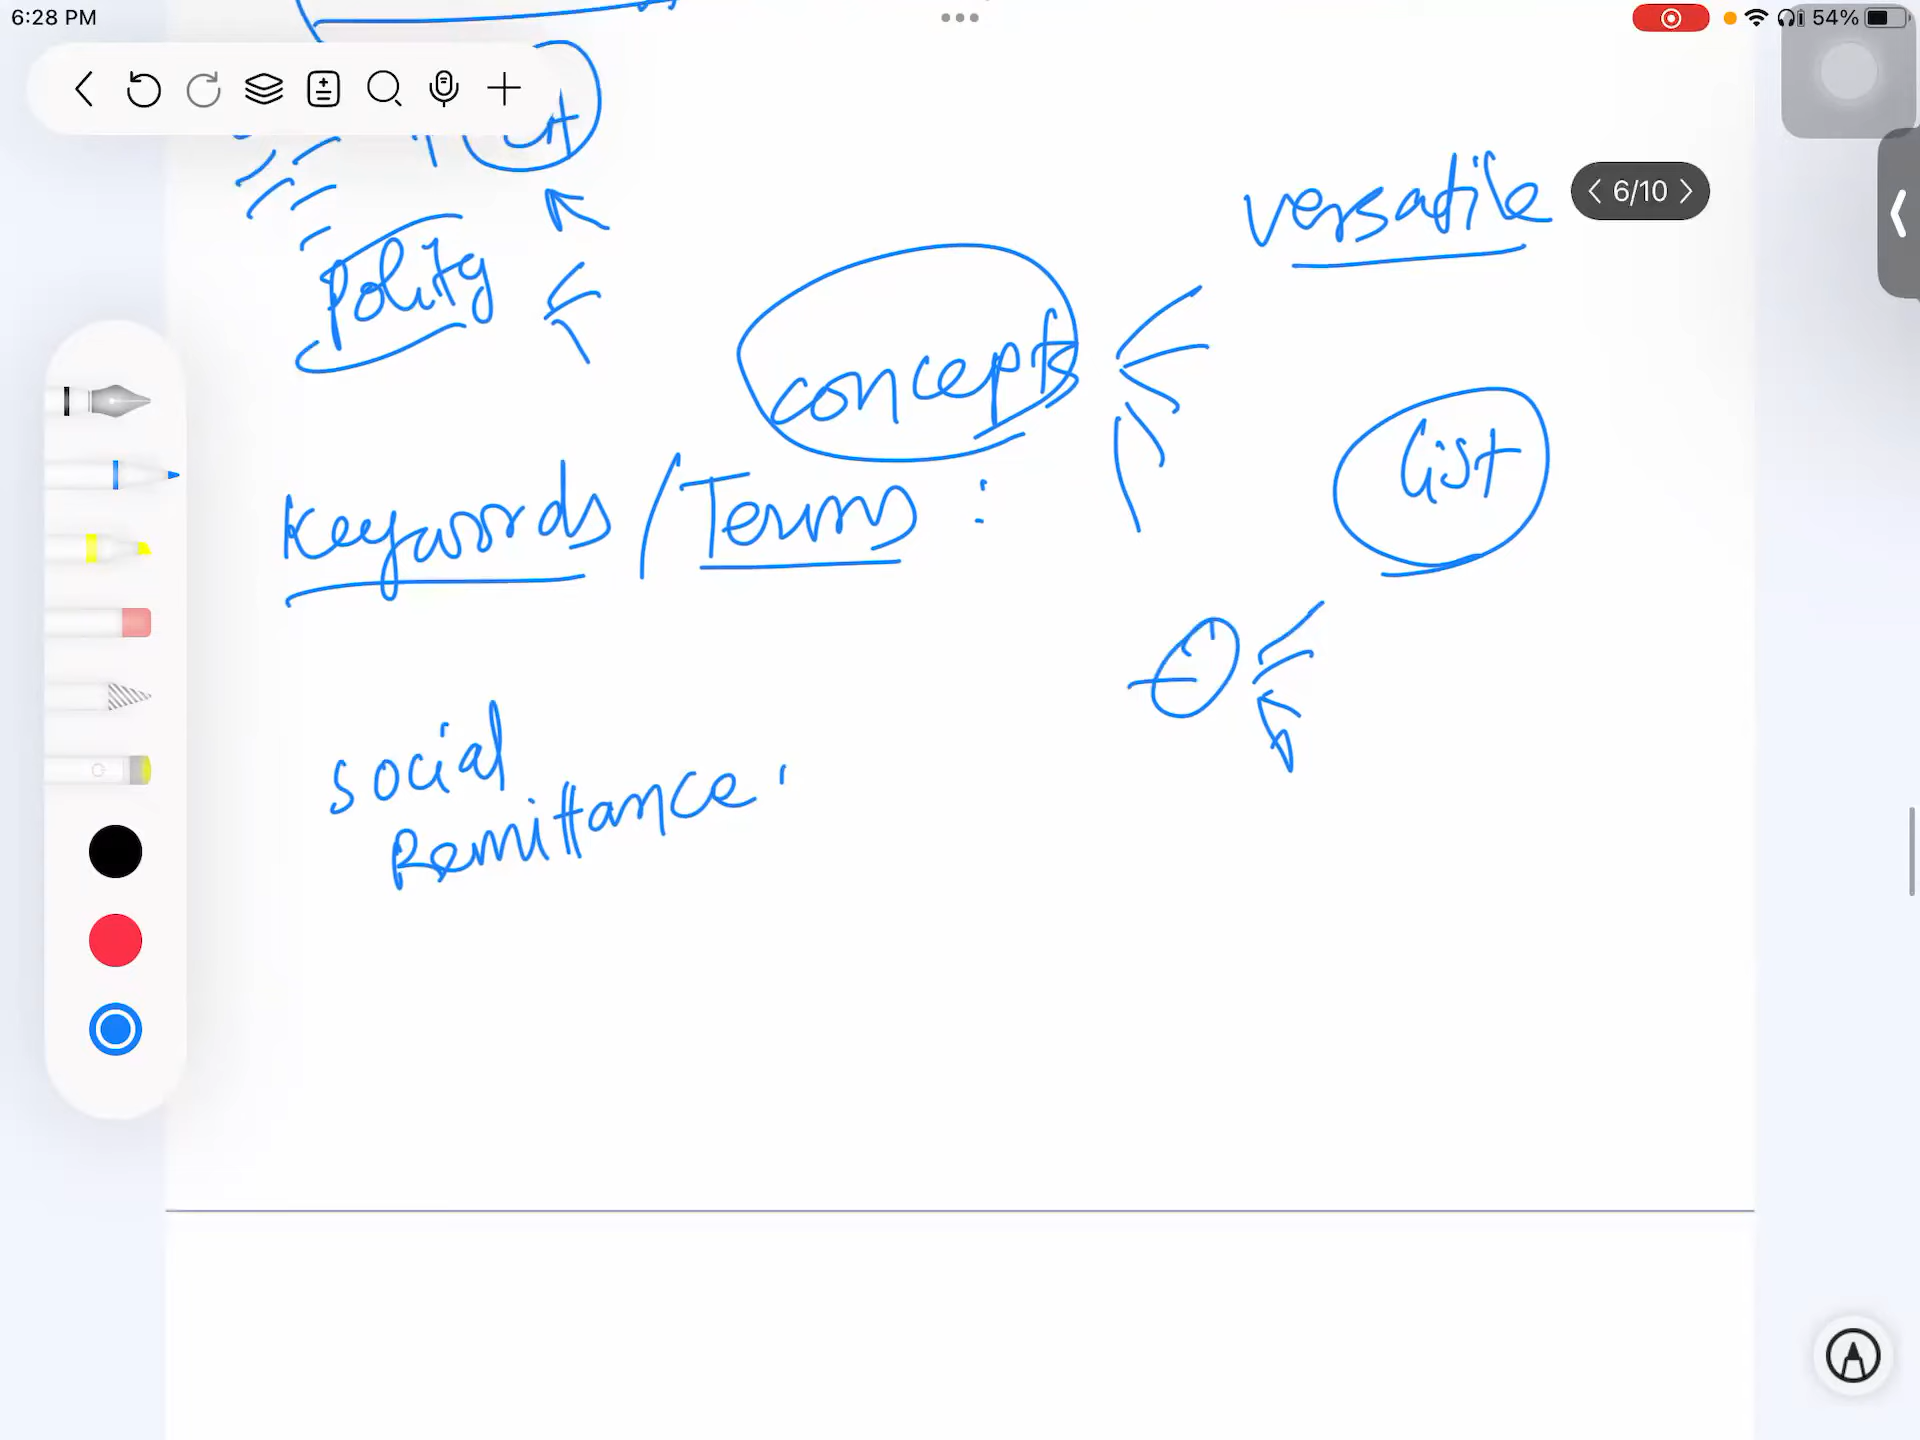 6:28 PM
54%
versatile
6/10
Polity
concepts
List
Keywords / Terms :
Social
Remittance